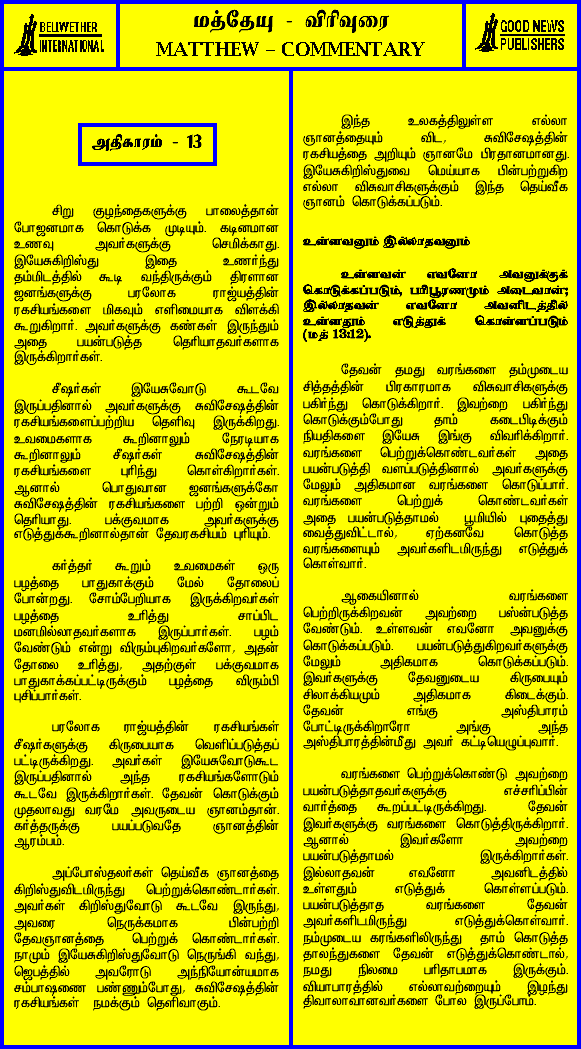 BELIWETHER
INTERNATIONAL
மத்தேயு - விரிவுரை
MATTHEW – COMMENTARY
GOOD NEWS
PUBLISHERS
அதிகாரம் - 13
சிறு குழந்தைகளுக்கு பாலைத்தான்
போஜனமாக கொடுக்க முடியும். கடினமான
உணவு அவர்களுக்கு செமிக்காது.
இயேசுகிறிஸ்து இதை உணர்ந்து
தம்மிடத்தில் கூடி வந்திருக்கும் திரளான
ஜனங்களுக்கு பரலோக ராஜ்யத்தின்
ரகசியங்களை மிகவும் எளிமையாக விளக்கி
கூறுகிறார். அவர்களுக்கு கண்கள் இருந்தும்
அதை பயன்படுத்த தெரியாதவர்களாக
இருக்கிறார்கள்.
சீஷர்கள் இயேசுவோடு கூடவே
இருப்பதினால் அவர்களுக்கு சுவிசேஷத்தின்
ரகசியங்களைப்பற்றிய தெளிவு இருக்கிறது.
உவமைகளாக கூறினாலும் நேரடியாக
கூறினாலும் சீஷர்கள் சுவிசேஷத்தின்
ரகசியங்களை புரிந்து கொள்கிறார்கள்.
ஆனால் பொதுவான ஜனங்களுக்கோ
சுவிசேஷத்தின் ரகசியங்களை பற்றி ஒன்றும்
தெரியாது. பக்குவமாக அவர்களுக்கு
எடுத்துக்கூறினால்தான் தேவரகசியம் புரியும்.
கர்த்தர் கூறும் உவமைகள் ஒரு
பழத்தை பாதுகாக்கும் மேல் தோலைப்
போன்றது. சோம்பேறியாக இருக்கிறவர்கள்
பழத்தை உரித்து சாப்பிட
மனமில்லாதவர்களாக இருப்பார்கள். பழம்
வேண்டும் என்று விரும்புகிறவர்களோ, அதன்
தோலை உரித்து, அதற்குள் பக்குவமாக
பாதுகாக்கப்பட்டிருக்கும் பழத்தை விரும்பி
புசிப்பார்கள்.
பரலோக ராஜ்யத்தின் ரகசியங்கள்
சீஷர்களுக்கு கிருபையாக வெளிப்படுத்தப்
பட்டிருக்கிறது. அவர்கள் இயேசுவோடுகூட
இருப்பதினால் அந்த ரகசியங்களோடும்
கூடவே இருக்கிறார்கள். தேவன் கொடுக்கும்
முதலாவது வரமே அவருடைய ஞானம்தான்.
கர்த்தருக்கு பயப்படுவதே ஞானத்தின்
ஆரம்பம்.
அப்போஸ்தலர்கள் தெய்வீக ஞானத்தை
கிறிஸ்துவிடமிருந்து பெற்றுக்கொண்டார்கள்.
அவர்கள் கிறிஸ்துவோடு கூடவே இருந்து,
அவரை நெருக்கமாக பின்பற்றி
தேவஞானத்தை பெற்றுக் கொண்டார்கள்.
நாமும் இயேசுகிறிஸ்துவோடு நெருங்கி வந்து,
ஜெபத்தில் அவரோடு அந்நியோன்யமாக
சம்பாஷணை பண்ணும்போது, சுவிசேஷத்தின்
ரகசியங்கள் நமக்கும் தெளிவாகும்.
இந்த உலகத்திலுள்ள எல்லா
ஞானத்தையும் விட, சுவிசேஷத்தின்
ரகசியத்தை அறியும் ஞானமே பிரதானமானது.
இயேசுகிறிஸ்துவை மெய்யாக பின்பற்றுகிற
எல்லா விசுவாசிகளுக்கும் இந்த தெய்வீக
ஞானம் கொடுக்கப்படும்.
உள்ளவனும் இல்லாதவனும்
உள்ளவன் எவனோ அவனுக்குக்
கொடுக்கப்படும், பரிபூரணமும் அடைவான்;
இல்லாதவன் எவனோ அவனிடத்தில்
உள்ளதும் எடுத்துக் கொள்ளப்படும்
(மத் 13:12).
தேவன் தமது வரங்களை தம்முடைய
சித்தத்தின் பிரகாரமாக விசுவாசிகளுக்கு
பகிர்ந்து கொடுக்கிறார். இவற்றை பகிர்ந்து
கொடுக்கும்போது தாம் கடைபிடிக்கும்
நியதிகளை இயேசு இங்கு விவரிக்கிறார்.
வரங்களை பெற்றுக்கொண்டவர்கள் அதை
பயன்படுத்தி வளப்படுத்தினால் அவர்களுக்கு
மேலும் அதிகமான வரங்களை கொடுப்பார்.
வரங்களை பெற்றுக் கொண்டவர்கள்
அதை பயன்படுத்தாமல் பூமியில் புதைத்து
வைத்துவிட்டால், ஏற்கனவே கொடுத்த
வரங்களையும் அவர்களிடமிருந்து எடுத்துக்
கொள்வார்.
ஆகையினால் வரங்களை
பெற்றிருக்கிறவன் அவற்றை பஸ்ன்படுத்த
வேண்டும். உள்ளவன் எவனோ அவனுக்கு
கொடுக்கப்படும். பயன்படுத்துகிறவர்களுக்கு
மேலும் அதிகமாக கொடுக்கப்படும்.
இவர்களுக்கு தேவனுடைய கிருபையும்
சிலாக்கியமும் அதிகமாக கிடைக்கும்.
தேவன் எங்கு அஸ்திபாரம்
போட்டிருக்கிறாரோ அங்கு அந்த
அஸ்திபாரத்தின்மீது அவர் கட்டியெழுப்புவார்.
வரங்களை பெற்றுக்கொண்டு அவற்றை
பயன்படுத்தாதவர்களுக்கு எச்சரிப்பின்
வார்த்தை கூறப்பட்டிருக்கிறது. தேவன்
இவர்களுக்கு வரங்களை கொடுத்திருக்கிறார்.
ஆனால் இவர்களோ அவற்றை
பயன்படுத்தாமல் இருக்கிறார்கள்.
இல்லாதவன் எவனோ அவனிடத்தில்
உள்ளதும் எடுத்துக் கொள்ளப்படும்.
பயன்படுத்தாத வரங்களை தேவன்
அவர்களிடமிருந்து எடுத்துக்கொள்வார்.
நம்முடைய கரங்களிலிருந்து தாம் கொடுத்த
தாலந்துகளை தேவன் எடுத்துக்கொண்டால்,
நமது நிலமை பரிதாபமாக இருக்கும்.
வியாபாரத்தில் எல்லாவற்றையும் இழந்து
திவாலாவானவர்களை போல இருப்போம்.